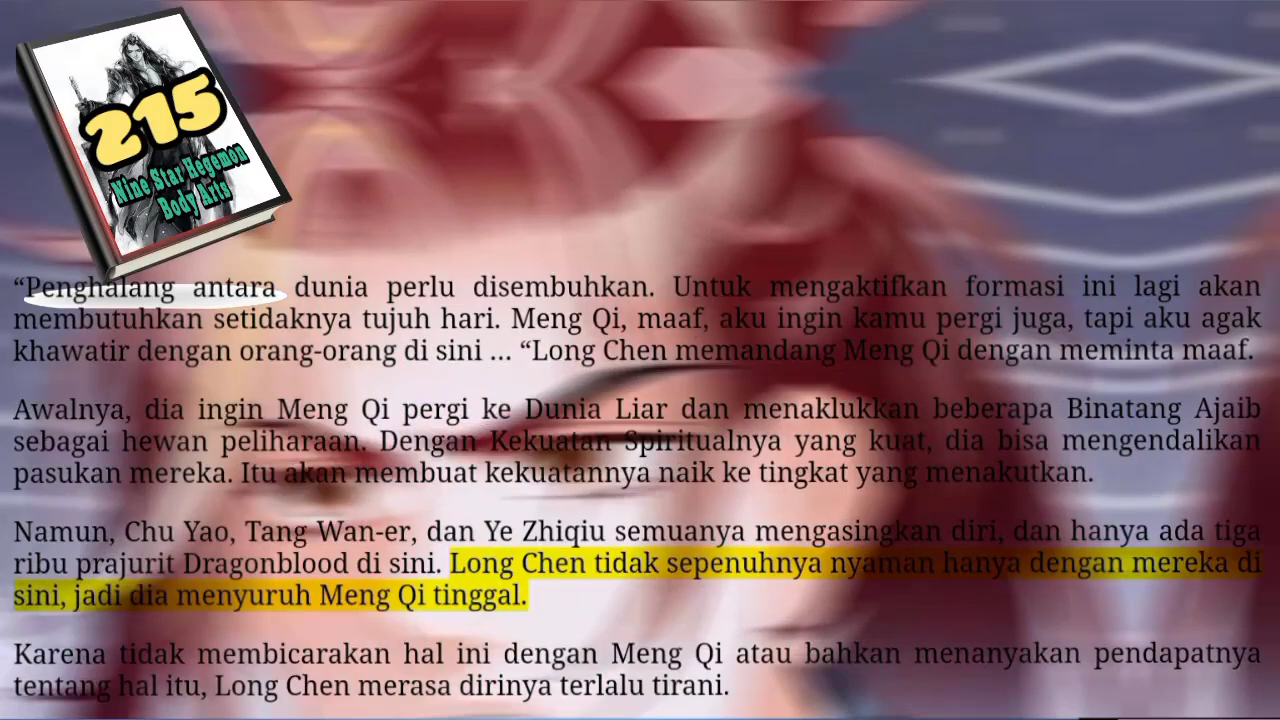 215
Nine Star Hegemon
Body Arts
“Penghalang antara dunia perlu disembuhkan. Untuk mengaktifkan formasi ini lagi akan
membutuhkan setidaknya tujuh hari. Meng Qi, maaf, aku ingin kamu pergi juga, tapi aku agak
khawatir dengan orang-orang di sini ... “Long Chen memandang Meng Qi dengan meminta maaf.
Awalnya, dia ingin Meng Qi pergi ke Dunia Liar dan menaklukkan beberapa Binatang Ajaib
sebagai hewan peliharaan. Dengan Kekuatan Spiritualnya yang kuat, dia bisa mengendalikan
pasukan mereka. Itu akan membuat kekuatannya naik ke tingkat yang menakutkan.
Namun, Chu Yao, Tang Wan-er, dan Ye Zhiqiu semuanya mengasingkan diri, dan hanya ada tiga
ribu prajurit Dragonblood di sini. Long Chen tidak sepenuhnya nyaman hanya dengan mereka di
sini, jadi dia menyuruh Meng Qi tinggal.
Karena tidak membicarakan hal ini dengan Meng Qi atau bahkan menanyakan pendapatnya
tentang hal itu, Long Chen merasa dirinya terlalu tirani.